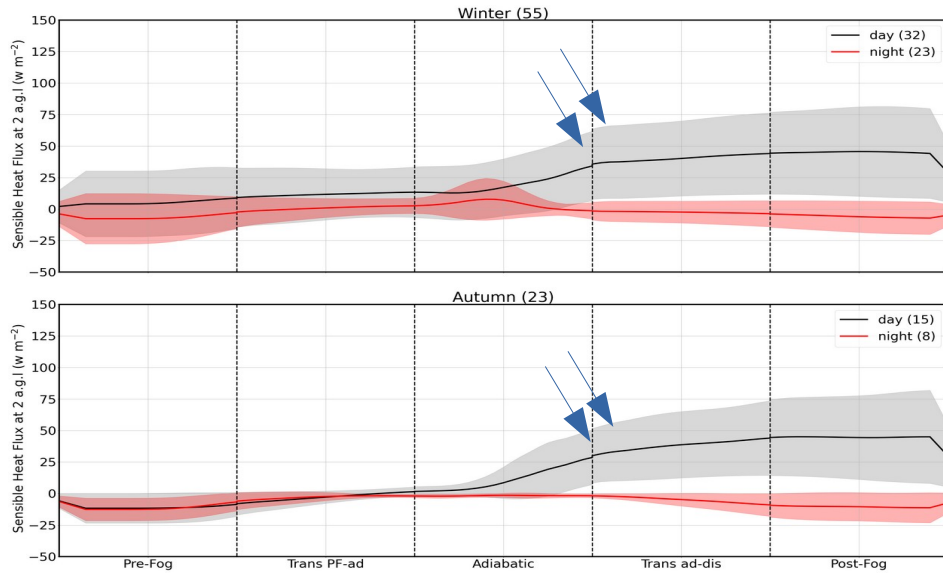 Winter (55)
Sensible Heat Flux at 2 a.g.l (w m−2)
150
125
100
75
50
25
0
−25
−50
day (32)
night (23)
Autumn (23)
Sensible Heat Flux at 2 a.g.l (w m−2)
150
125
100
75
50
25
0
−25
−50
day (15)
night (8)
Pre-Fog Trans PF-ad Adiabatic Trans ad-dis Post-Fog